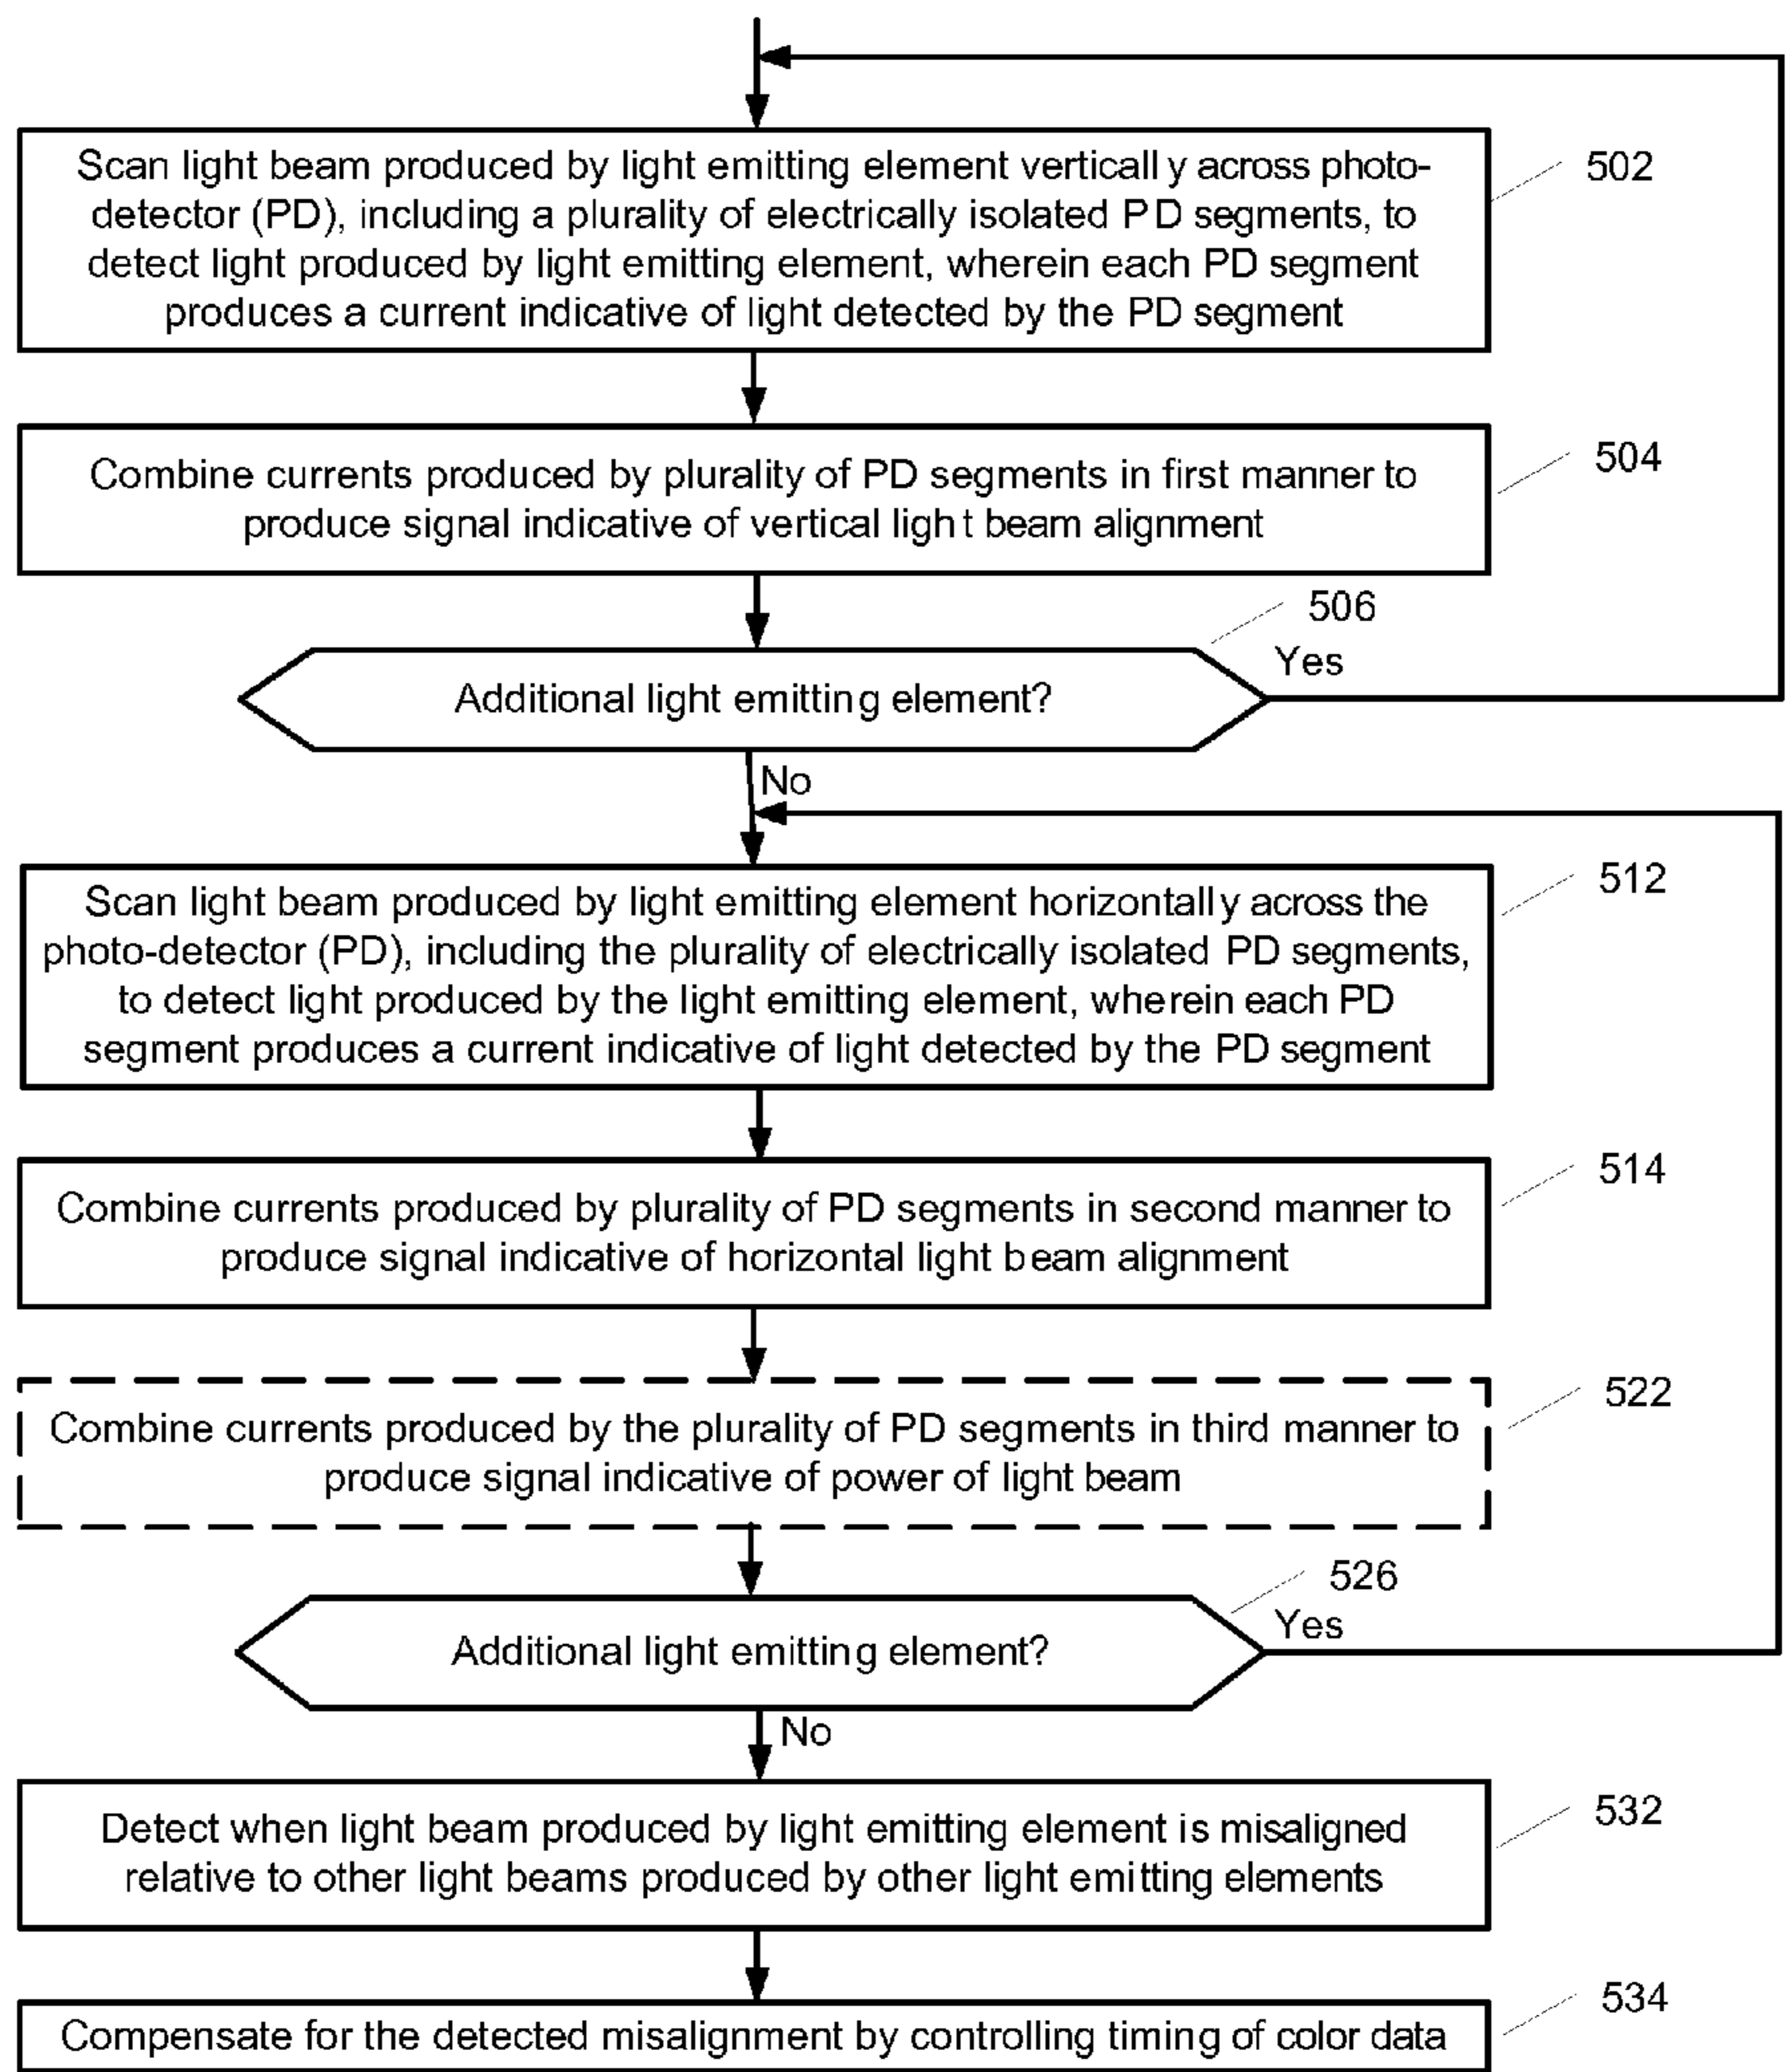 Scan light beam produced by light emitting element vertically across photo-
detector (PD), including a plurality of electrically isolated PD segments, to
detect light produced by light emitting element, wherein each PD segment
produces a current indicative of light detected by the PD segment
502
Combine currents produced by plurality of PD segments in first manner to
produce signal indicative of vertical light beam alignment
504
506
Yes
Additional light emitting element?
No
Scan light beam produced by light emitting element horizontally across the
photo-detector (PD), including the plurality of electrically isolated PD segments,
to detect light produced by the light emitting element, wherein each PD
segment produces a current indicative of light detected by the PD segment
512
Combine currents produced by plurality of PD segments in second manner to
produce signal indicative of horizontal light beam alignment
514
Combine currents produced by the plurality of PD segments in third manner to
produce signal indicative of power of light beam
522
526
Yes
Additional light emitting element?
No
Detect when light beam produced by light emitting element is misaligned
relative to other light beams produced by other light emitting elements
532
Compensate for the detected misalignment by controlling timing of color data
534